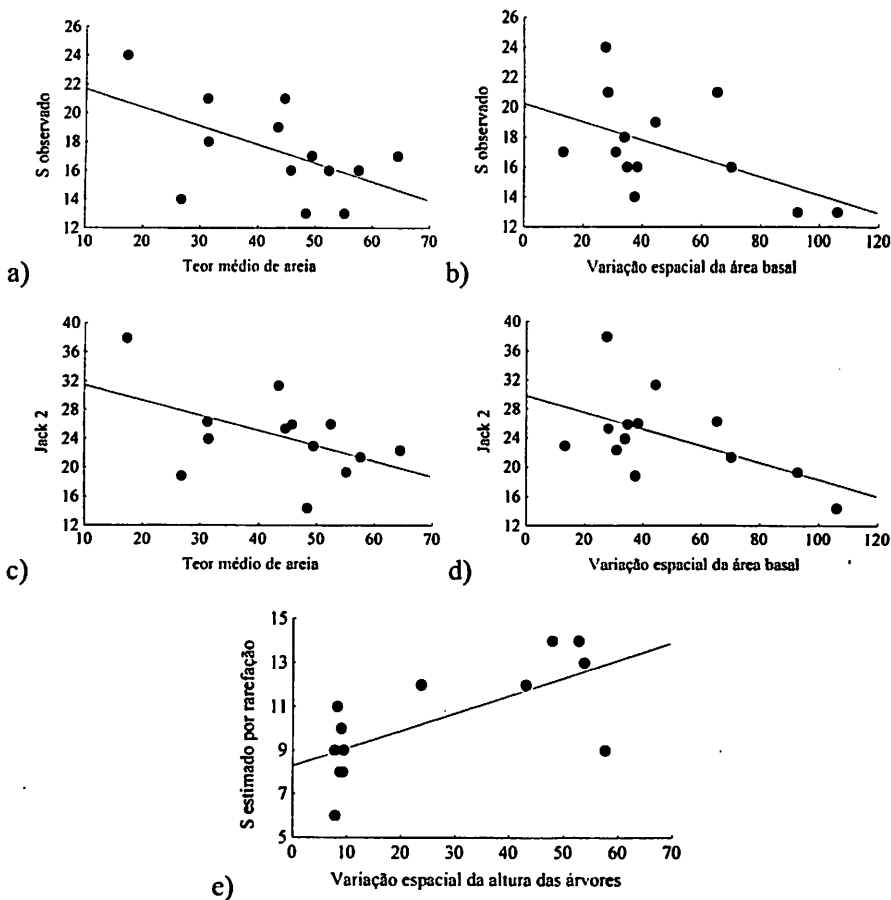 26
24
22
20
18
16
14
12
S observado
10 20 30 40 50 60 70
Teor médio de areia
a)
26
24
22
20
18
16
14
12
S observado
0 20 40 60 80 100 120
Variação espacial da área basal
b)
40
36
32
28
24
20
16
12
Jack 2
10 20 30 40 50 60 70
Teor médio de areia
c)
40
36
32
28
24
20
16
12
Jack 2
0 20 40 60 80 100 120
Variação espacial da área basal
d)
15
13
11
9
7
5
S estimado por rarefação
0 10 20 30 40 50 60 70
Variação espacial da altura das árvores
e)